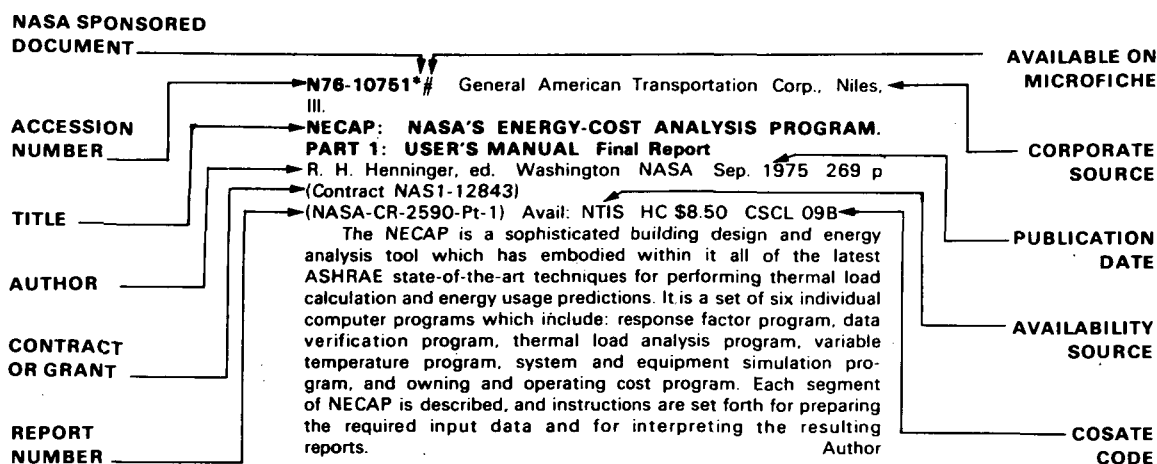 NASA SPONSORED
DOCUMENT
AVAILABLE ON
MICROFICHE
N76-10751*# General American Transportation Corp., Niles,
III.
ACCESSION
NUMBER
NECAP: NASA'S ENERGY-COST ANALYSIS PROGRAM.
PART 1: USER'S MANUAL Final Report
CORPORATE
SOURCE
R. H. Henninger, ed. Washington NASA Sep. 1975 269 p
(Contract NAS1-12843)
TITLE
(NASA-CR-2590-Pt-1) Avail: NTIS HC $8.50 CSCL 09B
PUBLICATION
DATE
The NECAP is a sophisticated building design and energy
analysis tool which has embodied within it all of the latest
ASHRAE state-of-the-art techniques for performing thermal load
calculation and energy usage predictions. It is a set of six individual
computer programs which include: response factor program, data
verification program, thermal load analysis program, variable
temperature program, system and equipment simulation pro-
gram, and owning and operating cost program. Each segment
of NECAP is described, and instructions are set forth for preparing
the required input data and for interpreting the resulting
reports. Author
AUTHOR
AVAILABILITY
SOURCE
CONTRACT
OR GRANT
REPORT
NUMBER
COSATE
CODE